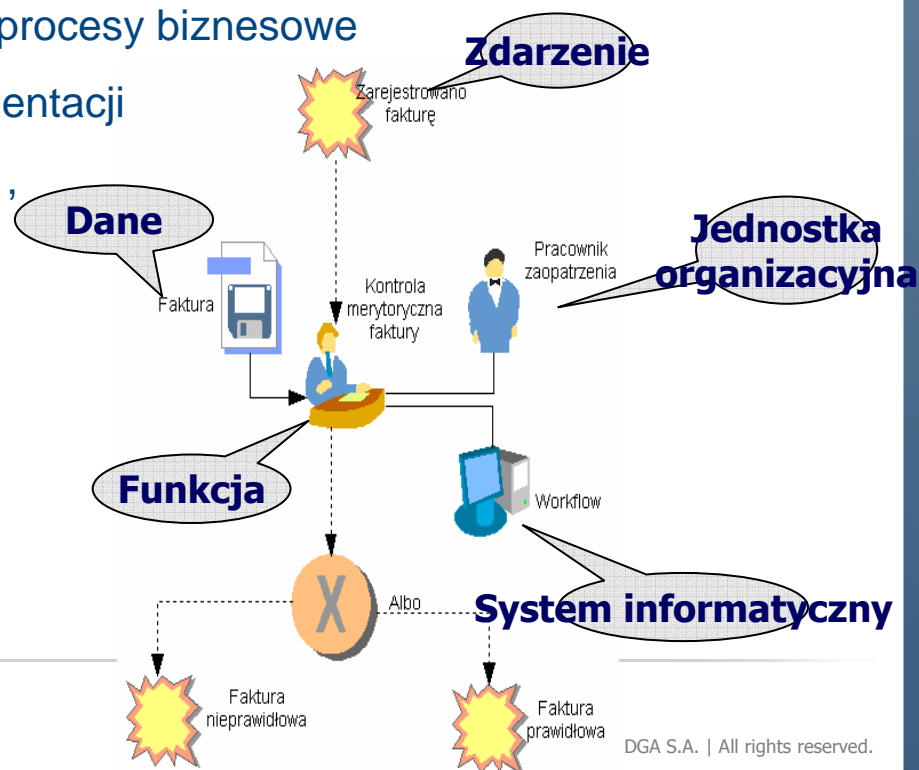 procesy biznesowe
Zdarzenie
entacji
Zarejestrowano
fakturę
,
Dane
Jednostka
organizacyjna
Pracownik
zaopatrzenia
Kontrola
merytoryczna
faktury
Faktura
Funkcja
Workflow
X
Albo
System informatyczny
Faktura
nieprawidłowa
Faktura
prawidłowa
DGA S.A. | All rights reserved.